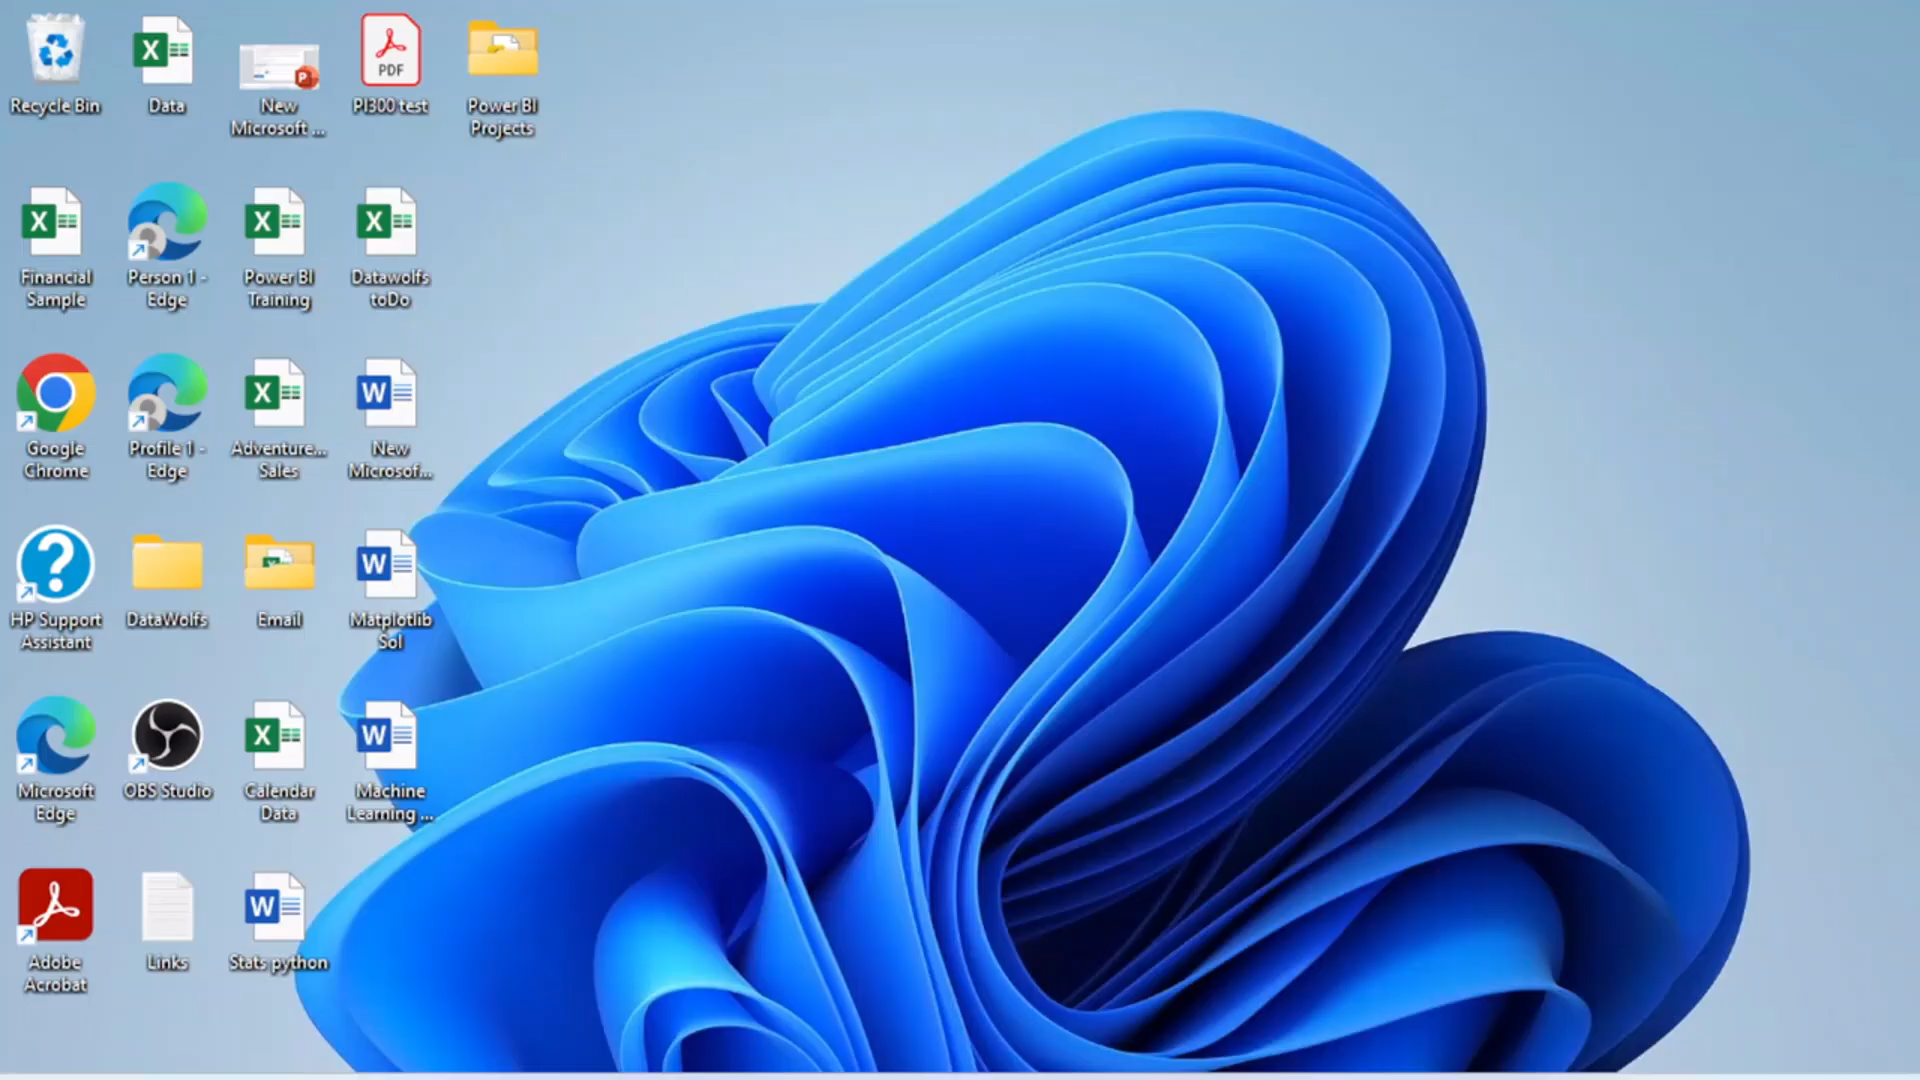 Recycle Bin
Data
New
Microsoft ...
PDF
PI300 test
Power BI
Projects
Financial
Sample
Person 1 -
Edge
Power BI
Training
Datawolfs
toDo
Google
Chrome
Profile 1 -
Edge
Adventure...
Sales
New
Microsof...
HP Support
Assistant
DataWolfs
Email
Matplotlib
Sol
Microsoft
Edge
OBS Studio
Calendar
Data
Machine
Learning ...
Adobe
Acrobat
Links
Stats python